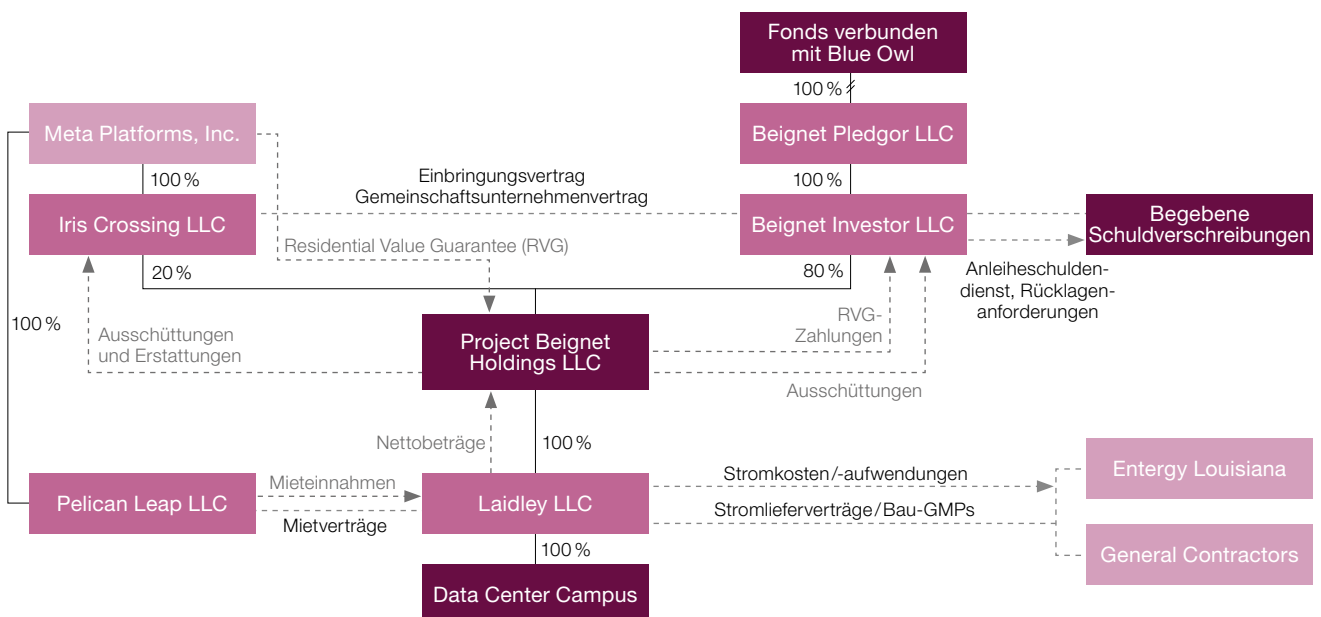 Fonds verbunden
mit Blue Owl
100 %
Meta Platforms, Inc.
Beignet Pledgor LLC
100 %
Einbringungsvertrag
Gemeinschaftsunternehmenvertrag
100 %
Iris Crossing LLC
Beignet Investor LLC
Begebene
Schuldverschreibungen
Residential Value Guarantee (RVG)
20 %
80 %
Anleiheschulden-
dienst, Rücklagen-
anforderungen
100 %
Ausschüttungen
und Erstattungen
Project Beignet
Holdings LLC
RVG-
Zahlungen
Ausschüttungen
Nettobeträge
100 %
Pelican Leap LLC
Mieteinnahmen
Mietverträge
Laidley LLC
Stromkosten/-aufwendungen
Stromlieferverträge/Bau-GMPs
Entergy Louisiana
General Contractors
100 %
Data Center Campus